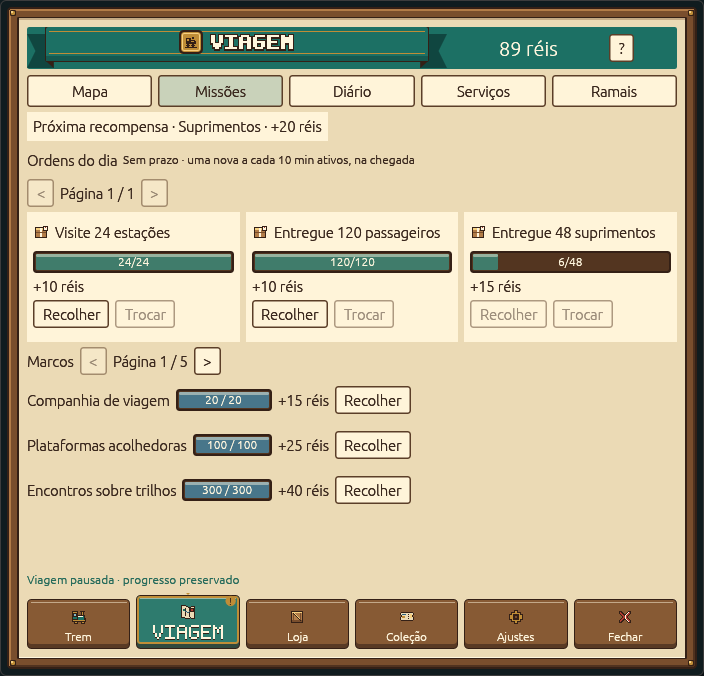 VIAGEM
89 réis
?
Mapa
Missões
Diário
Serviços
Ramais
Próxima recompensa · Suprimentos · +20 réis
Ordens do dia Sem prazo · uma nova a cada 10 min ativos, na chegada
< Página 1 / 1 >
Visite 24 estações
24/24
+10 réis
Recolher Trocar
Entregue 120 passageiros
120/120
+10 réis
Recolher Trocar
Entregue 48 suprimentos
6/48
+15 réis
Recolher Trocar
Marcos < Página 1 / 5 >
Companhia de viagem 20 / 20 +15 réis Recolher
Plataformas acolhedoras 100 / 100 +25 réis Recolher
Encontros sobre trilhos 300 / 300 +40 réis Recolher
Viagem pausada · progresso preservado
Trem
!
VIAGEM
Loja
Coleção
Ajustes
Fechar